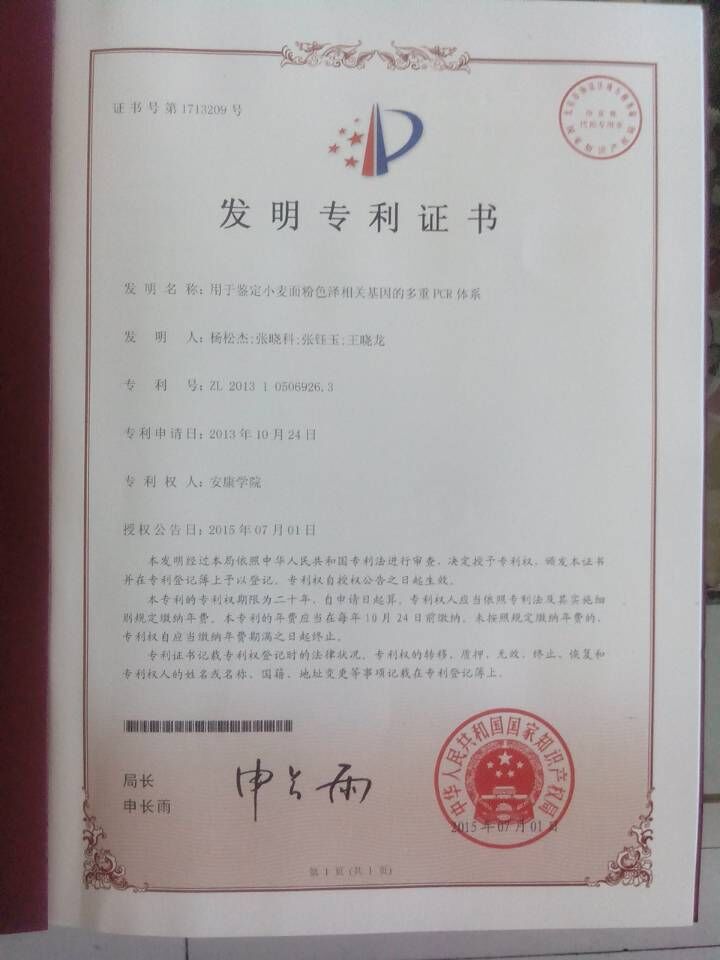 证书号第1713209号
代办专用章
发明专利证书
发明名称：用于鉴定小麦面粉色泽相关基因的多重PCR体系
发明人：杨松杰;张晓科;张钰玉;王晓龙
专利号：ZL 2013 1 0506926.3
专利申请日：2013年10月24日
专利权人：安康学院
授权公告日：2015年07月01日
本发明经过本局依照中华人民共和国专利法进行审查，决定授予专利权，颁发本证书
并在专利登记簿上予以登记。专利权自授权公告之日起生效。
本专利的专利权期限为二十年，自申请日起算。专利权人应当依照专利法及其实施细
则规定缴纳年费。本专利的年费应当在每年10月24日前缴纳。未按照规定缴纳年费的，
专利权自应当缴纳年费期满之日起终止。
专利证书记载专利权登记时的法律状况。专利权的转移、质押、无效、终止、恢复和
专利权人的姓名或名称、国籍、地址变更等事项记载在专利登记簿上。
局长
申长雨
申长雨
中华人民共和国国家知识产权局
2015年07月01日
第1页(共1页)